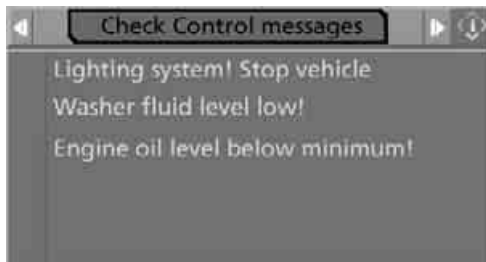 Check Control messages
Lighting system! Stop vehicle
Washer fluid level low!
Engine oil level below minimum!